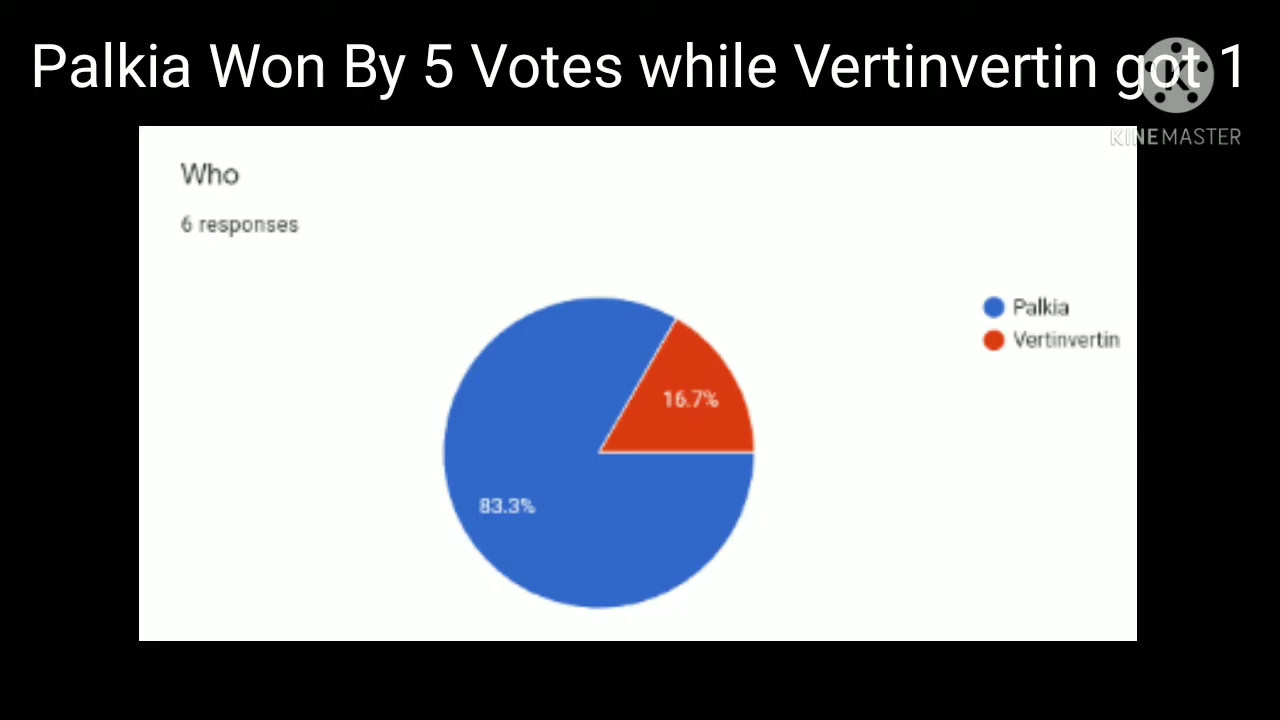 Palkia Won By 5 Votes while Vertinvertin got 1
KINEMASTER
Who
6 responses
Palkia
Vertinvertin
16.7%
83.3%